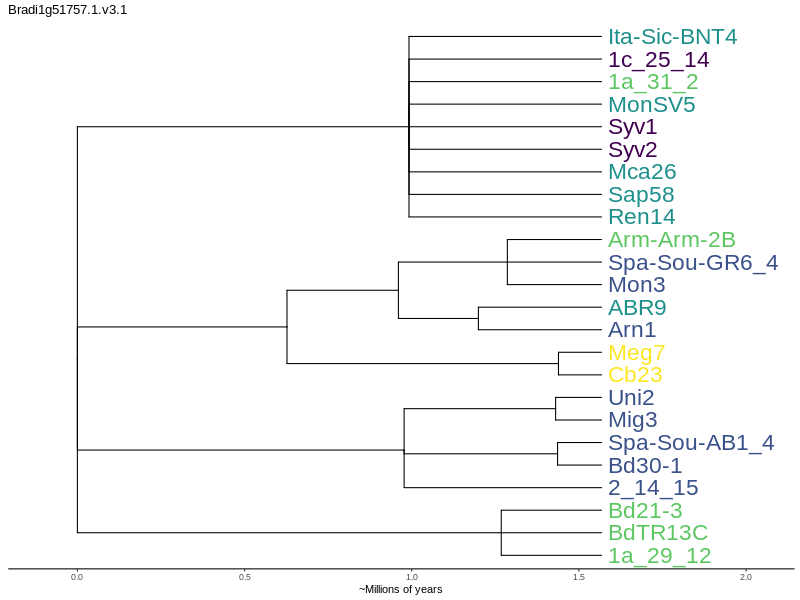 Bradi1g51757.1.v3.1
Ita-Sic-BNT4
1c_25_14
1a_31_2
MonSV5
Syv1
Syv2
Mca26
Sap58
Ren14
Arm-Arm-2B
Spa-Sou-GR6_4
Mon3
ABR9
Arn1
Meg7
Cb23
Uni2
Mig3
Spa-Sou-AB1_4
Bd30-1
2_14_15
Bd21-3
BdTR13C
1a_29_12
0.0 0.5 1.0 1.5 2.0
~Millions of years